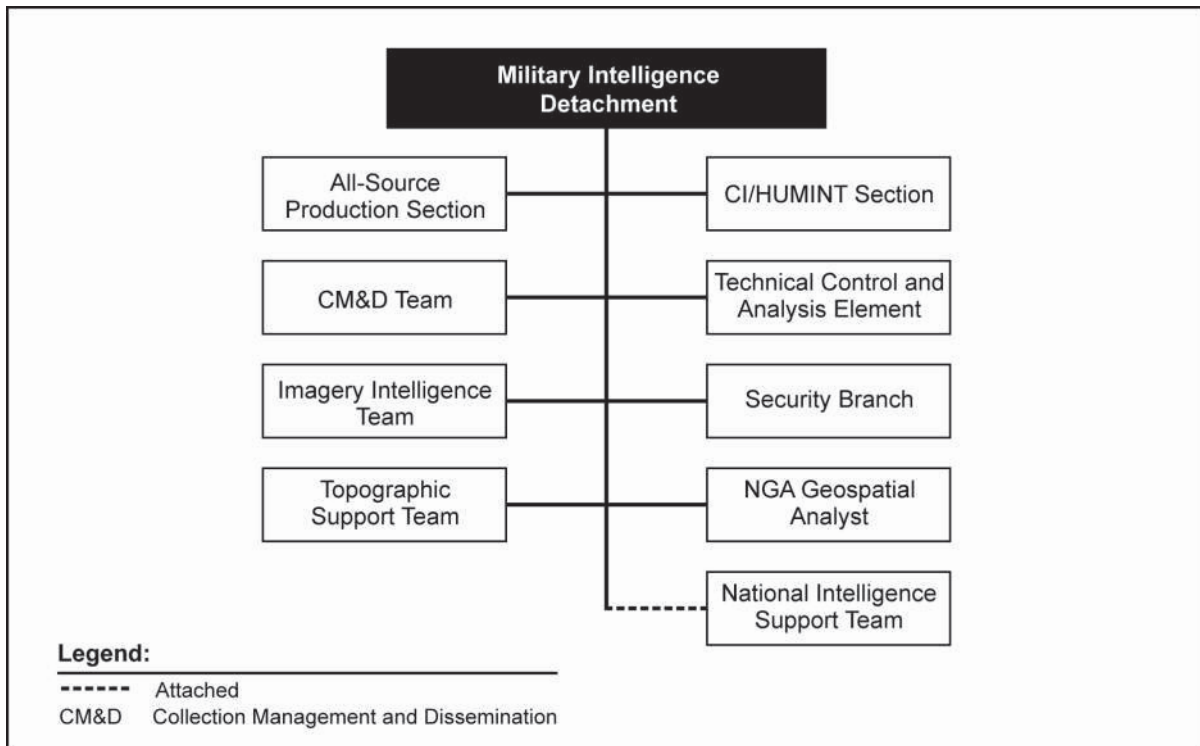 Military Intelligence
Detachment
All-Source
Production Section
CI/HUMINT Section
CM&D Team
Technical Control and
Analysis Element
Imagery Intelligence
Team
Security Branch
Topographic
Support Team
NGA Geospatial
Analyst
National Intelligence
Support Team
Legend:
Attached
CM&D Collection Management and Dissemination